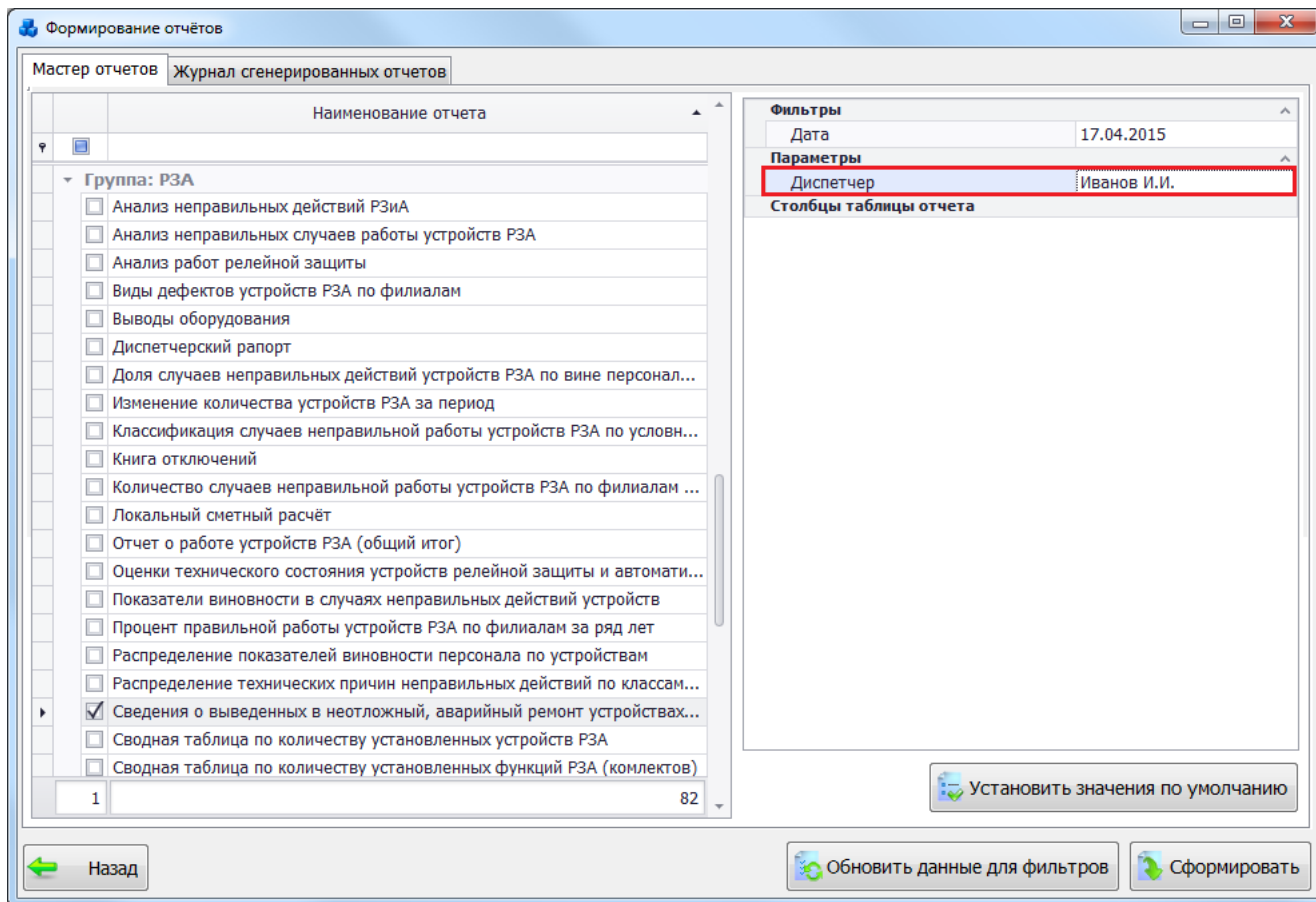 Формирование отчётов
Мастер отчетов
Журнал сгенерированных отчетов
Наименование отчета
Группа: РЗА
Анализ неправильных действий РЗиА
Анализ неправильных случаев работы устройств РЗА
Анализ работ релейной защиты
Виды дефектов устройств РЗА по филиалам
Выводы оборудования
Диспетчерский рапорт
Доля случаев неправильных действий устройств РЗА по вине персонал...
Изменение количества устройств РЗА за период
Классификация случаев неправильной работы устройств РЗА по условн...
Книга отключений
Количество случаев неправильной работы устройств РЗА по филиалам ...
Локальный сметный расчёт
Отчет о работе устройств РЗА (общий итог)
Оценки технического состояния устройств релейной защиты и автомати...
Показатели виновности в случаях неправильных действий устройств
Процент правильной работы устройств РЗА по филиалам за ряд лет
Распределение показателей виновности персонала по устройствам
Распределение технических причин неправильных действий по классам...
Сведения о выведенных в неотложный, аварийный ремонт устройствах...
Сводная таблица по количеству установленных устройств РЗА
Сводная таблица по количеству установленных функций РЗА (комлектов)
1 82
Фильтры
Дата 17.04.2015
Параметры
Диспетчер Иванов И.И.
Столбцы таблицы отчета
Установить значения по умолчанию
Назад
Обновить данные для фильтров
Сформировать